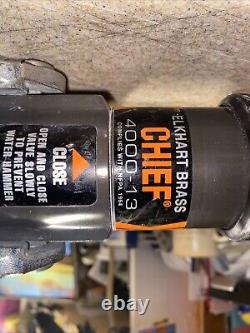 -ELKHART BRASS
CHIEF®
4000-13
COMPLIES WITH NFPA 1964
CLOSE
OPEN AND CLOSE
VALVE SLOWLY
TO PREVENT
WATER-HAMMER
ebay